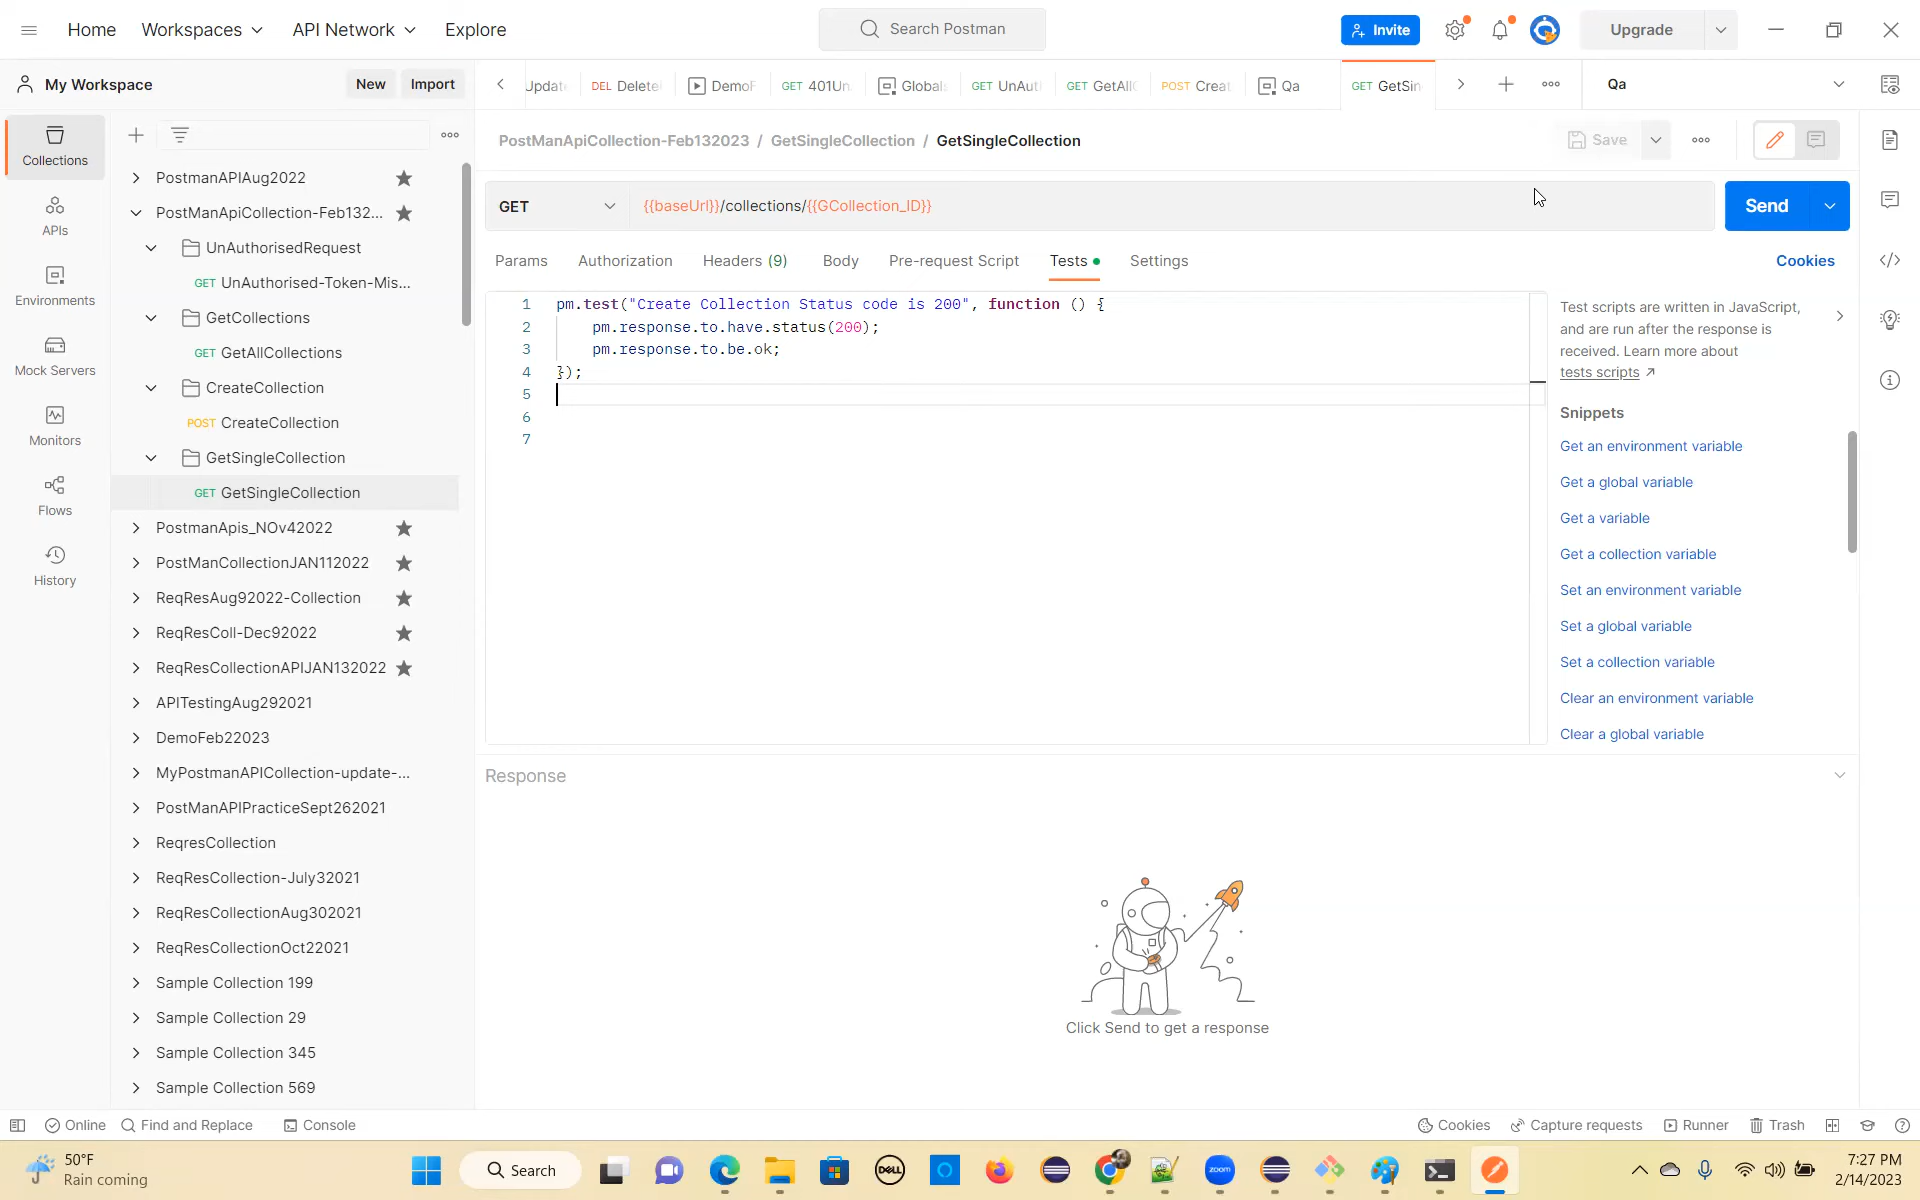 Home Workspaces API Network Explore Search Postman Invite Upgrade
My Workspace New Import Update DEL Delete DemoF GET 401Un Globals GET UnAut GET GetAllC POST Creat Qa GET GetSin Qa
Collections
APIs
Environments
Mock Servers
Monitors
Flows
History
PostmanAPIAug2022
PostManApiCollection-Feb132...
UnAuthorisedRequest
GET UnAuthorised-Token-Mis...
GetCollections
GET GetAllCollections
CreateCollection
POST CreateCollection
GetSingleCollection
GET GetSingleCollection
PostmanApis_NOv42022
PostManCollectionJAN112022
ReqResAug92022-Collection
ReqResColl-Dec92022
ReqResCollectionAPIJAN132022
APITestingAug292021
DemoFeb22023
MyPostmanAPICollection-update-...
PostManAPIPracticeSept262021
ReqresCollection
ReqResCollection-July32021
ReqResCollectionAug302021
ReqResCollectionOct22021
Sample Collection 199
Sample Collection 29
Sample Collection 345
Sample Collection 569
PostManApiCollection-Feb132023 / GetSingleCollection / GetSingleCollection Save
GET {{baseUrl}}/collections/{{GCollection_ID}} Send
Params Authorization Headers (9) Body Pre-request Script Tests Settings Cookies
1 pm.test("Create Collection Status code is 200", function () {
2 pm.response.to.have.status(200);
3 pm.response.to.be.ok;
4 });
5
6
7
Test scripts are written in JavaScript,
and are run after the response is
received. Learn more about
tests scripts ↗
Snippets
Get an environment variable
Get a global variable
Get a variable
Get a collection variable
Set an environment variable
Set a global variable
Set a collection variable
Clear an environment variable
Clear a global variable
Response
Click Send to get a response
Online Find and Replace Console Cookies Capture requests Runner Trash
50°F
Rain coming
Search
DELL
zoom
7:27 PM
2/14/2023